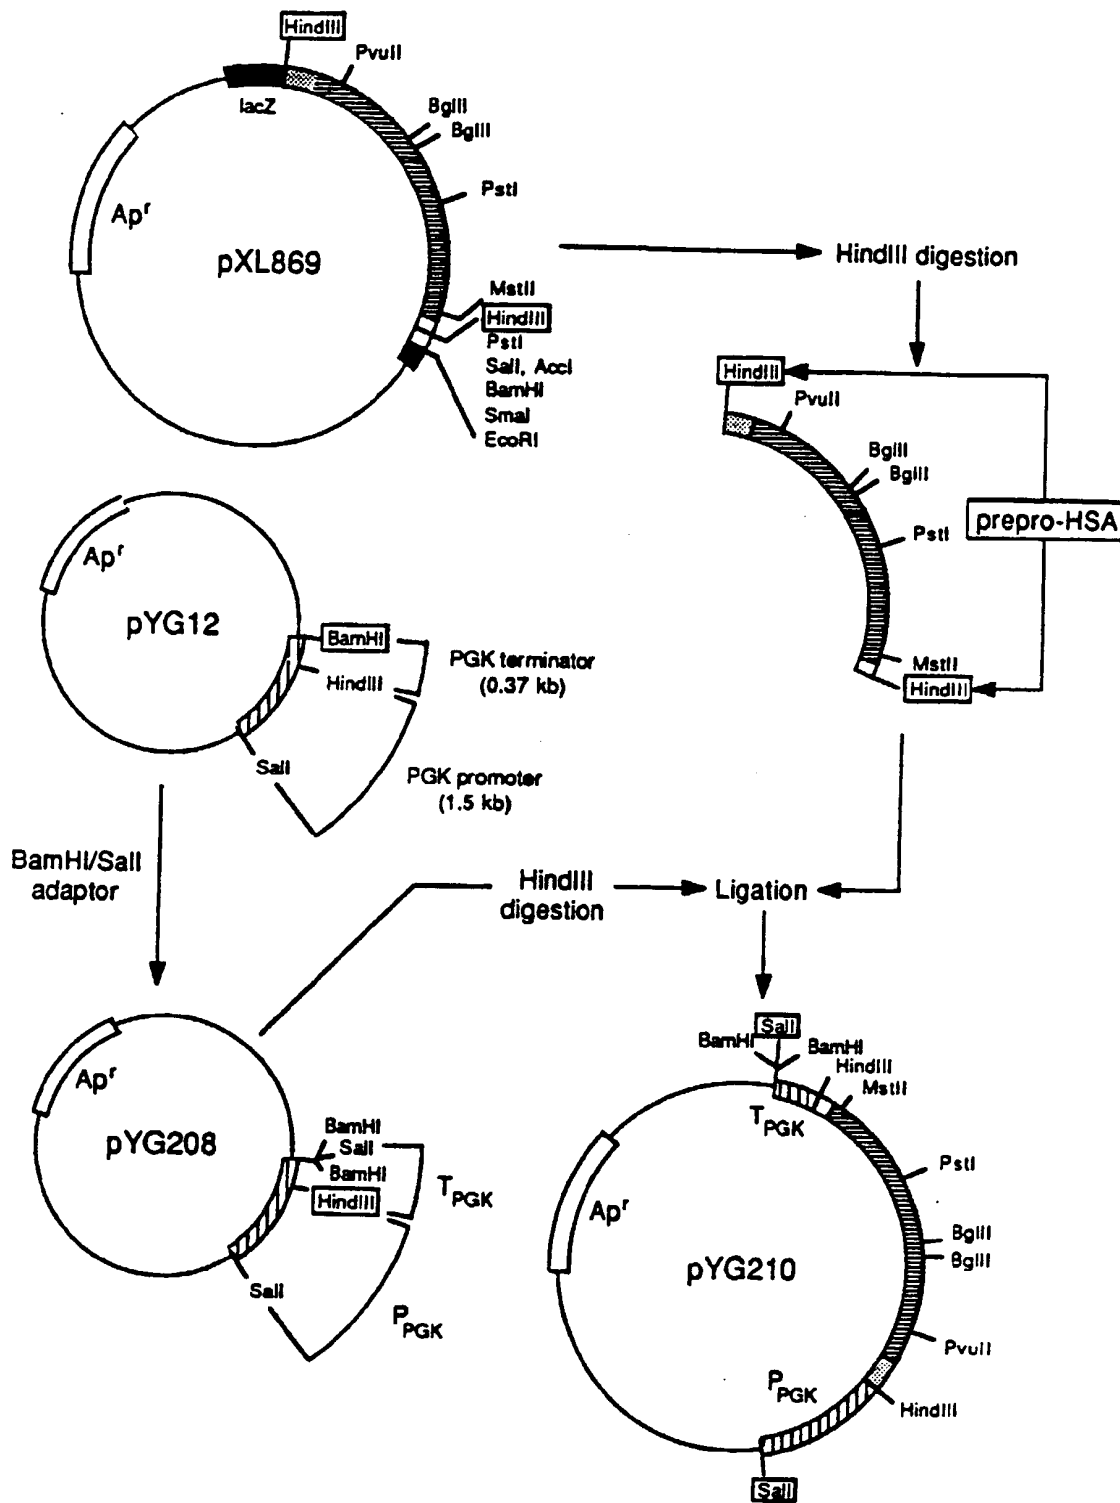 HindIII
PvuII
lacZ
BglII
BglII
PstI
Apr
pXL869
MstII
HindIII
PstI
SalI, AccI
BamHI
SmaI
EcoRI
HindIII digestion
HindIII
PvuII
BglII
BglII
PstI
prepro-HSA
MstII
HindIII
Apr
pYG12
BamHI
HindIII
SalI
PGK terminator
(0.37 kb)
PGK promoter
(1.5 kb)
BamHI/SalI
adaptor
HindIII
digestion
Ligation
Apr
pYG208
BamHI
SalI
BamHI
HindIII
SalI
TPGK
PPGK
SalI
BamHI
BamHI
HindIII
MstII
TPGK
PstI
Apr
pYG210
BglII
BglII
PvuII
PPGK
HindIII
SalI